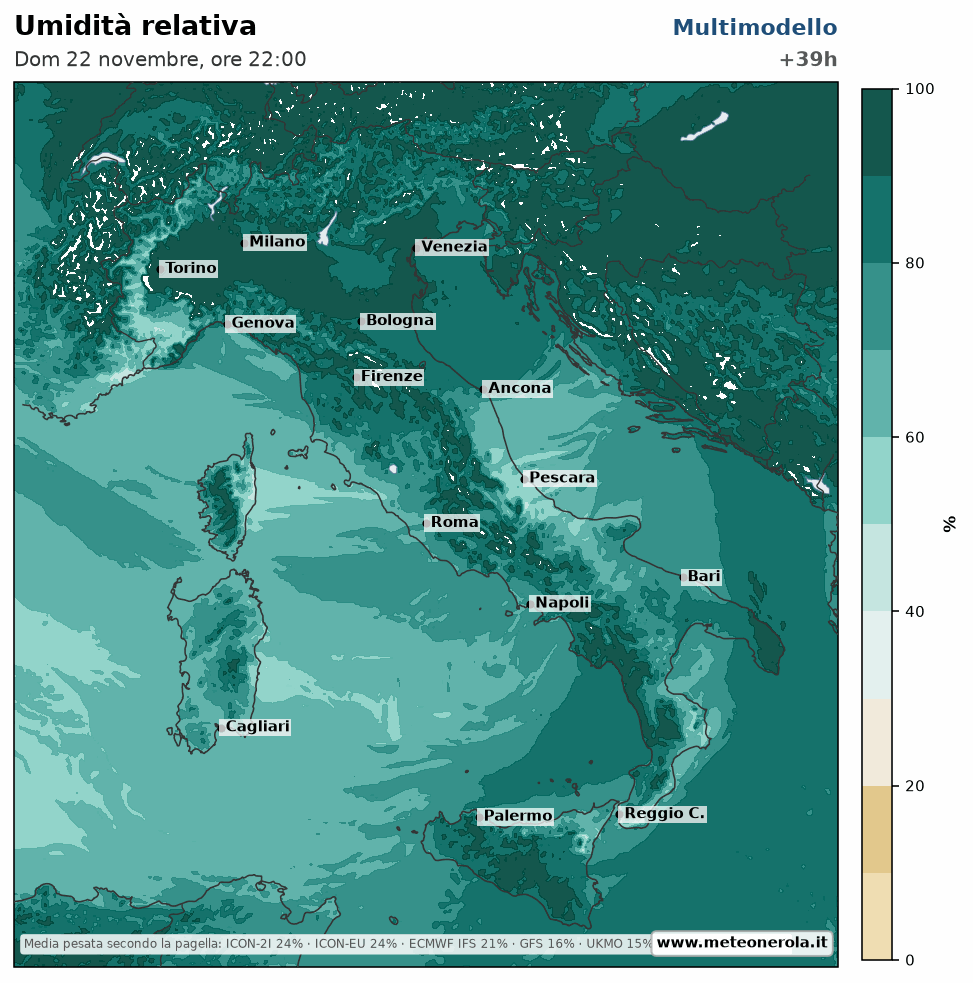 Umidità relativa
Multimodello
Dom 22 novembre, ore 22:00
+39h
100
80
60
40
20
0
%
Milano
Venezia
Torino
Genova
Bologna
Firenze
Ancona
Pescara
Roma
Bari
Napoli
Cagliari
Palermo
Reggio C.
Media pesata secondo la pagella: ICON-2I 24% · ICON-EU 24% · ECMWF IFS 21% · GFS 16% · UKMO 15%
www.meteonerola.it